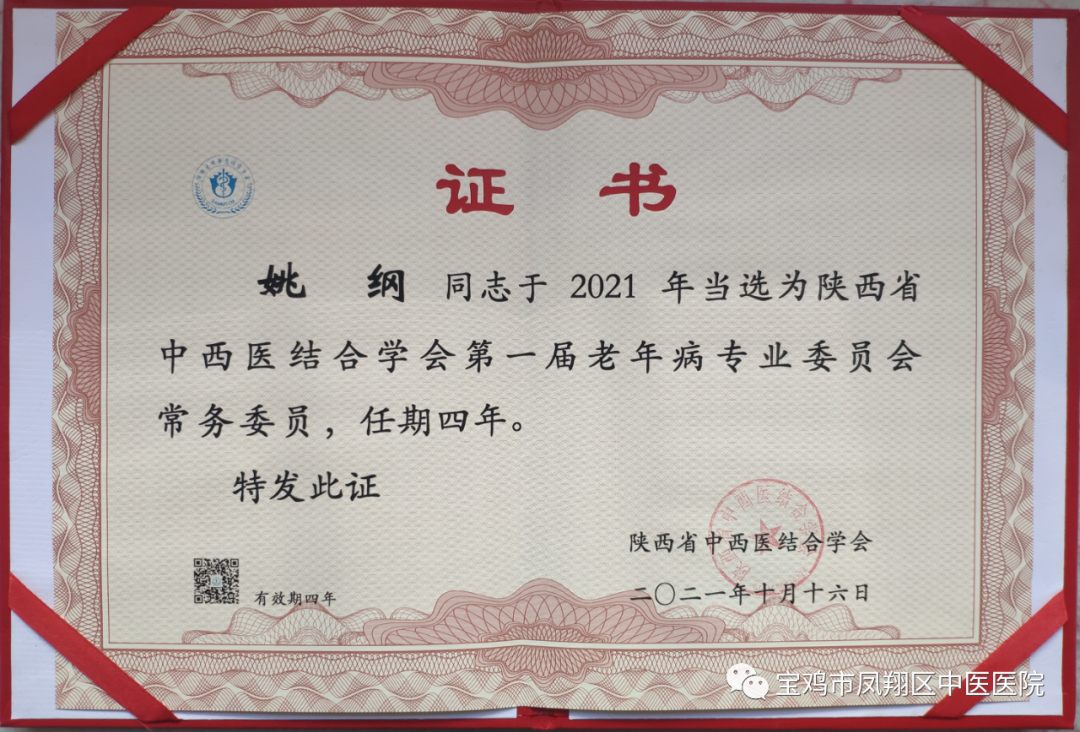 证 书
姚 纲 同志于 2021 年当选为陕西省
中西医结合学会第一届老年病专业委员会
常务委员，任期四年。
特发此证
陕西省中西医结合学会
二〇二一年十月十六日
有效期四年
宝鸡市凤翔区中医医院